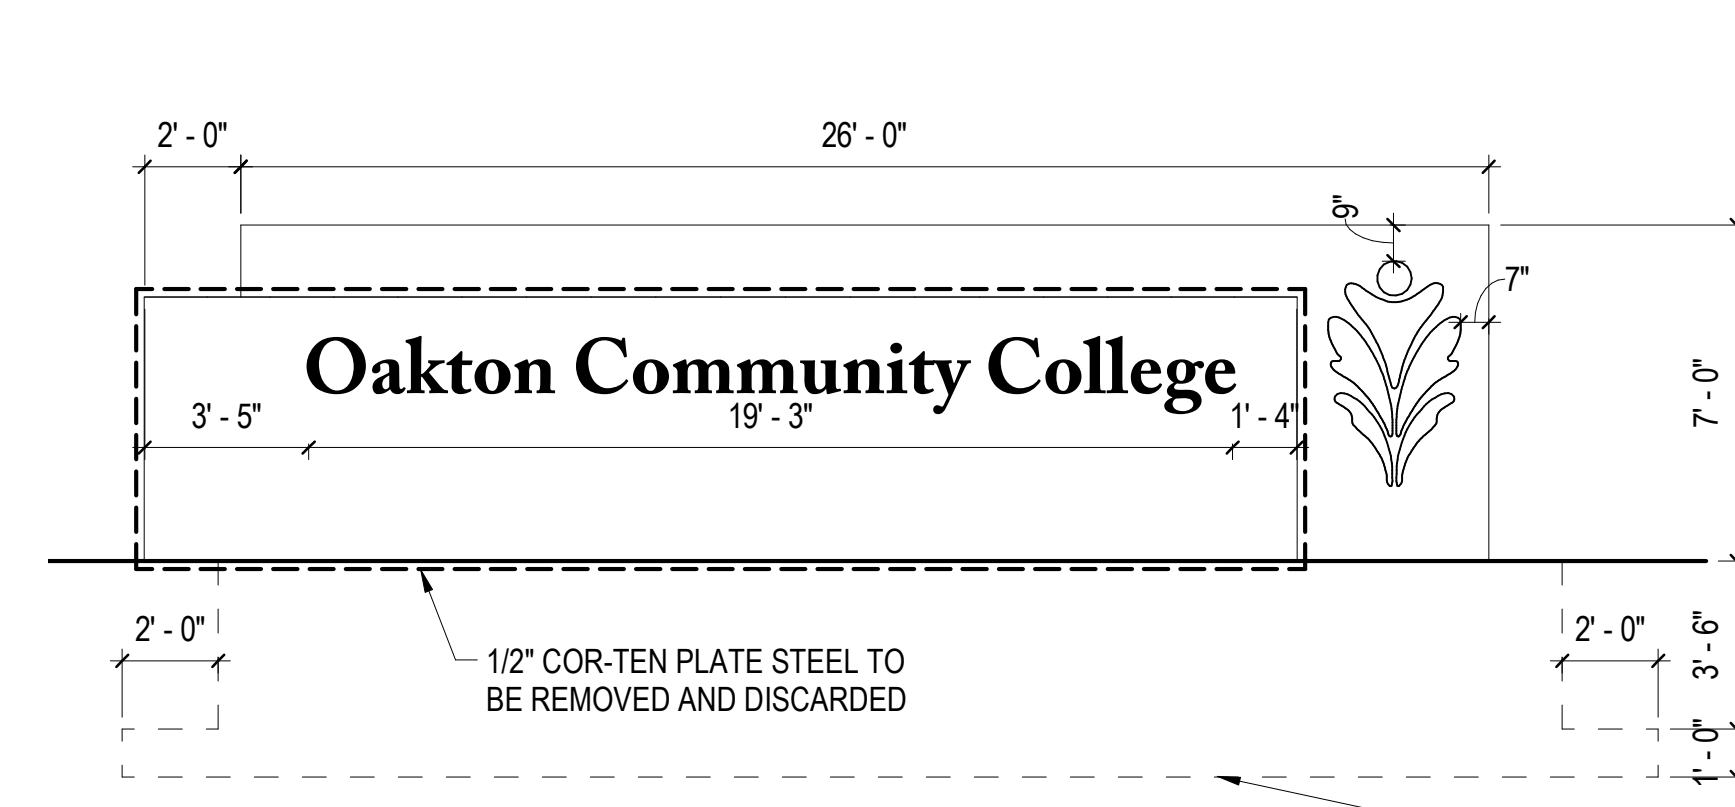 2' - 0"
26' - 0"
9"
7"
Oakton Community College
3' - 5"
19' - 3"
1' - 4"
7' - 0"
2' - 0"
2' - 0"
3' - 6"
1/2" COR-TEN PLATE STEEL TO
BE REMOVED AND DISCARDED
1' - 0"